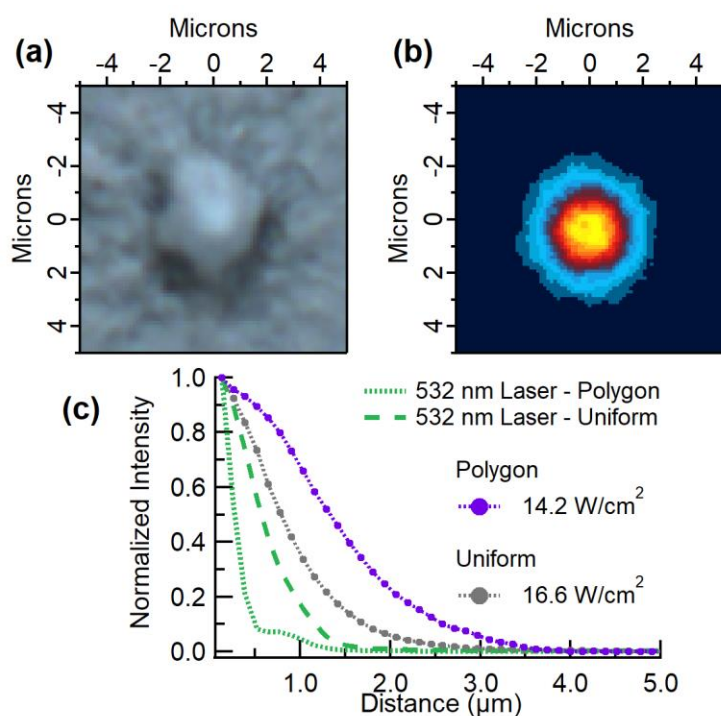 Microns
Microns
(a)
-4 -2 0 2 4
(b)
-4 -2 0 2 4
Microns
-4
-2
0
2
4
Microns
-4
-2
0
2
4
(c)
Normalized Intensity
1.0
0.8
0.6
0.4
0.2
0.0
532 nm Laser - Polygon
532 nm Laser - Uniform
Polygon
14.2 W/cm²
Uniform
16.6 W/cm²
1.0 2.0 3.0 4.0 5.0
Distance (µm)